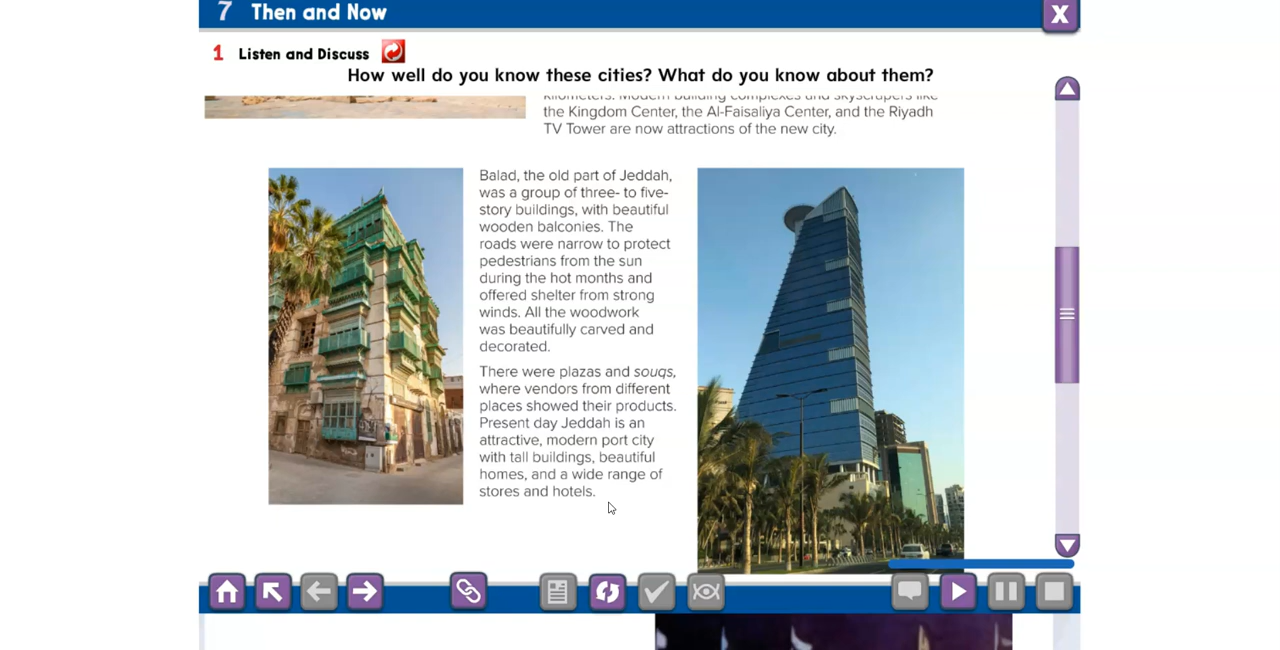 7 Then and Now
X
1 Listen and Discuss
How well do you know these cities? What do you know about them?
kilometers. Modern building complexes and skyscrapers like
the Kingdom Center, the Al-Faisaliya Center, and the Riyadh
TV Tower are now attractions of the new city.
Balad, the old part of Jeddah,
was a group of three- to five-
story buildings, with beautiful
wooden balconies. The
roads were narrow to protect
pedestrians from the sun
during the hot months and
offered shelter from strong
winds. All the woodwork
was beautifully carved and
decorated.
There were plazas and souqs,
where vendors from different
places showed their products.
Present day Jeddah is an
attractive, modern port city
with tall buildings, beautiful
homes, and a wide range of
stores and hotels.